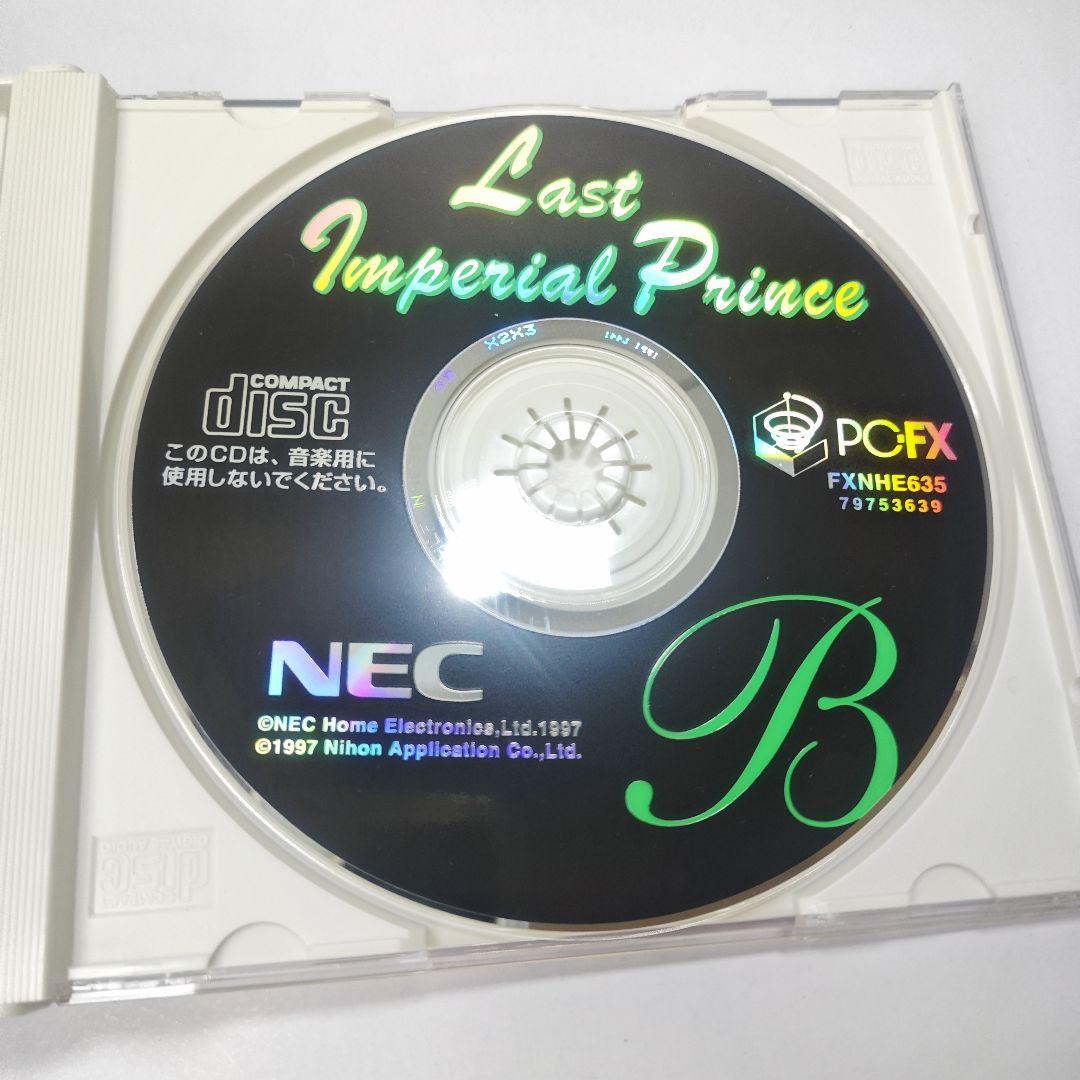 Last
Imperial Prince
COMPACT
disc
このCDは、音楽用に
使用しないでください。
PC-FX
FXNHE635
79753639
X2X3
NEC
©NEC Home Electronics,Ltd.1997
©1997 Nihon Application Co.,Ltd.
B